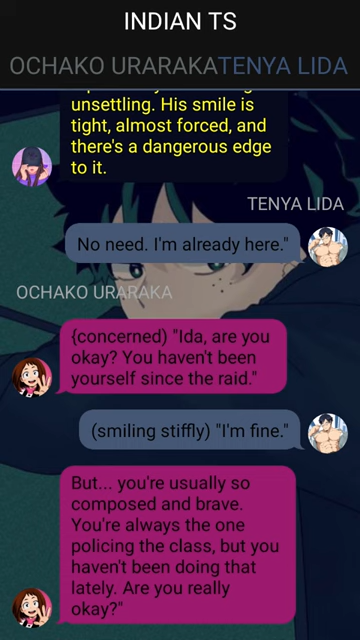 INDIAN TS
OCHAKO URARAKATENYA LIDA
unsettling. His smile is
tight, almost forced, and
there's a dangerous edge
to it.
TENYA LIDA
No need. I'm already here."
OCHAKO URARAKA
{concerned) "Ida, are you
okay? You haven't been
yourself since the raid."
(smiling stiffly) "I'm fine."
But... you're usually so
composed and brave.
You're always the one
policing the class, but you
haven't been doing that
lately. Are you really
okay?"